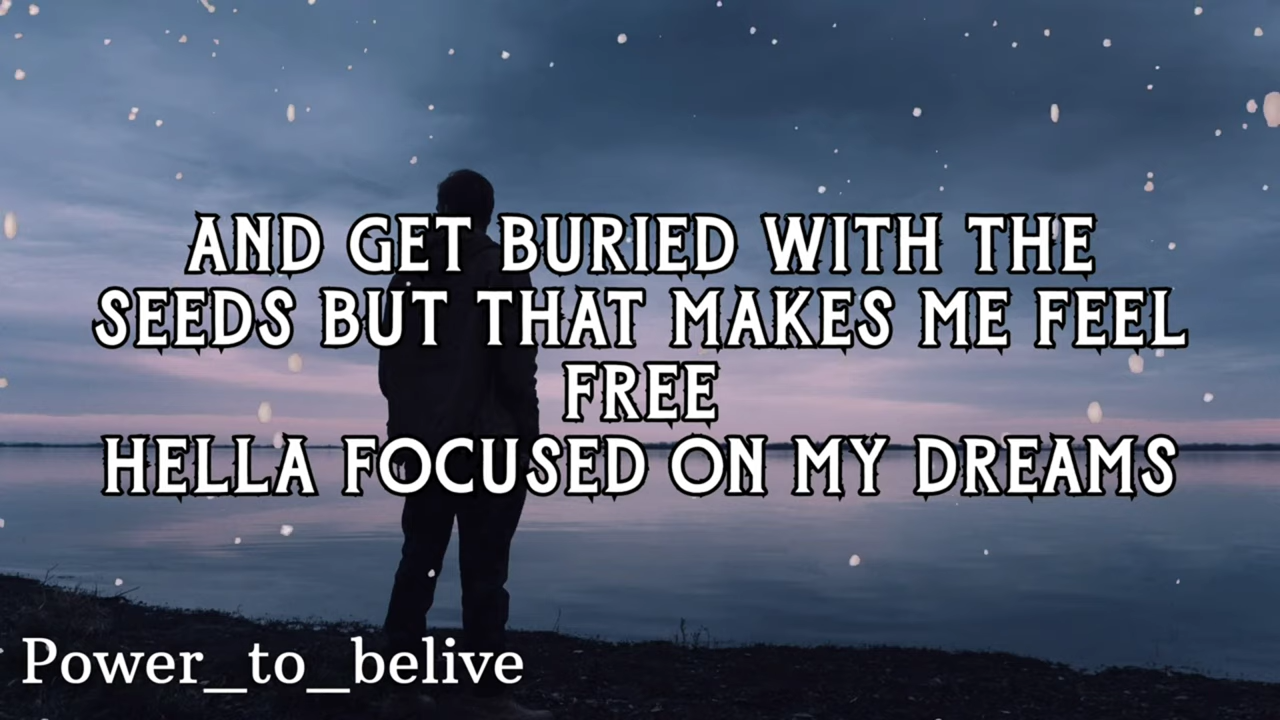 AND GET BURIED WITH THE
SEEDS BUT THAT MAKES ME FEEL
FREE
HELLA FOCUSED ON MY DREAMS
Power_to_belive